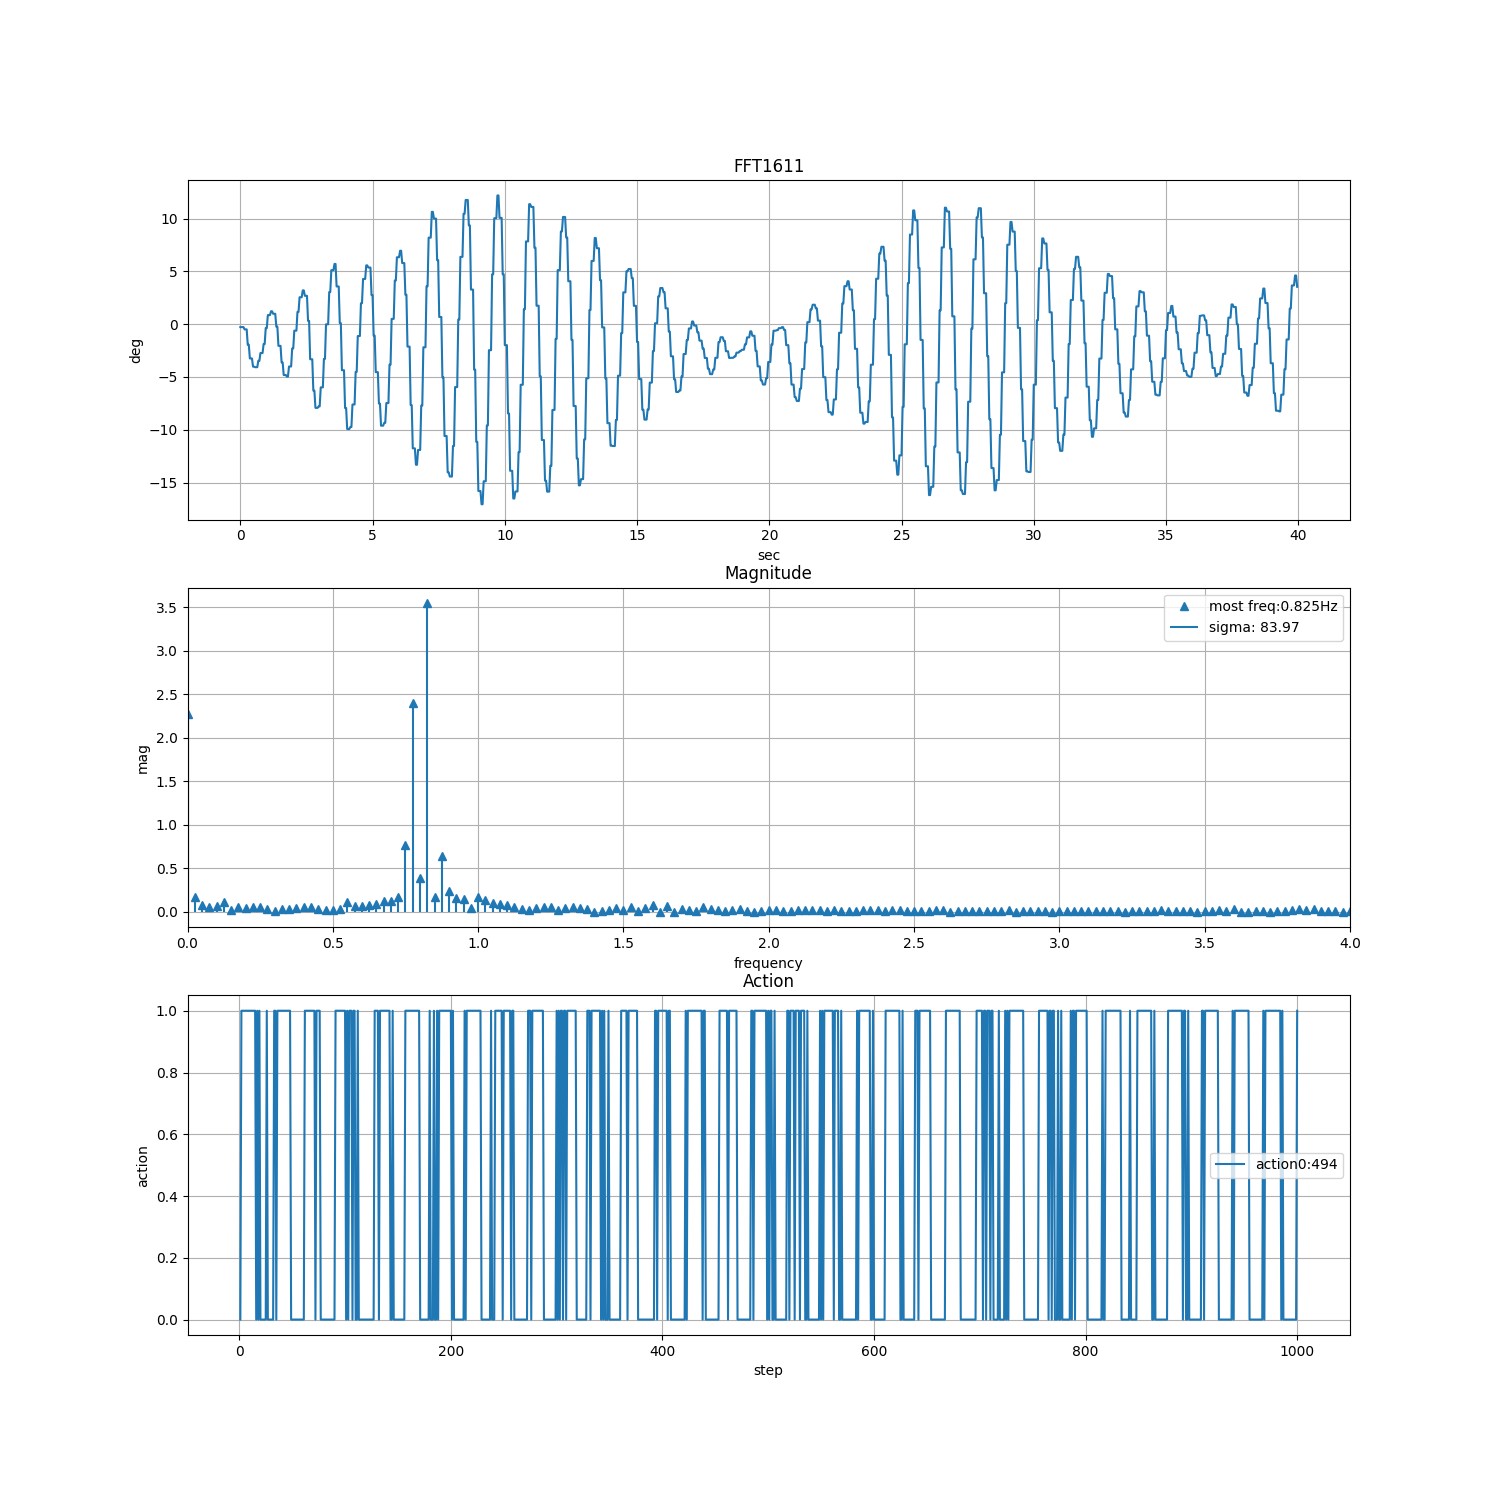 FFT1611
10
5
0
−5
−10
−15
deg
0 5 10 15 20 25 30 35 40
sec
Magnitude
most freq:0.825Hz
sigma: 83.97
3.5
3.0
2.5
2.0
1.5
1.0
0.5
0.0
mag
0.0 0.5 1.0 1.5 2.0 2.5 3.0 3.5 4.0
frequency
Action
1.0
0.8
0.6
0.4
0.2
0.0
action
action0:494
0 200 400 600 800 1000
step